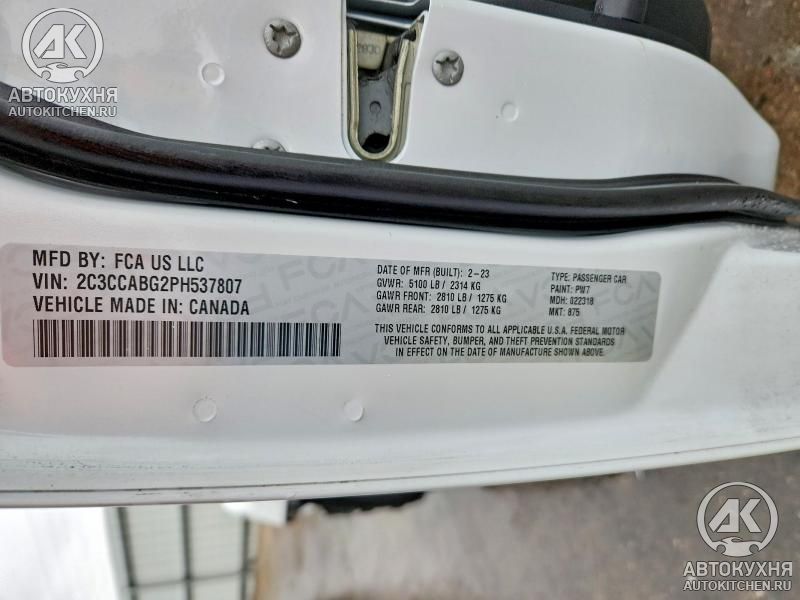 АВТОКУХНЯ
AUTOKITCHEN.RU
MFD BY: FCA US LLC
VIN: 2C3CCABG2PH537807
VEHICLE MADE IN: CANADA
DATE OF MFR (BUILT): 2-23
GVWR: 5100 LB / 2314 KG
GAWR FRONT: 2810 LB / 1275 KG
GAWR REAR: 2810 LB / 1275 KG
TYPE: PASSENGER CAR
PAINT: PW7
MDH: 022318
MKT: 875
THIS VEHICLE CONFORMS TO ALL APPLICABLE U.S.A. FEDERAL MOTOR
VEHICLE SAFETY, BUMPER, AND THEFT PREVENTION STANDARDS
IN EFFECT ON THE DATE OF MANUFACTURE SHOWN ABOVE.
АВТОКУХНЯ
AUTOKITCHEN.RU